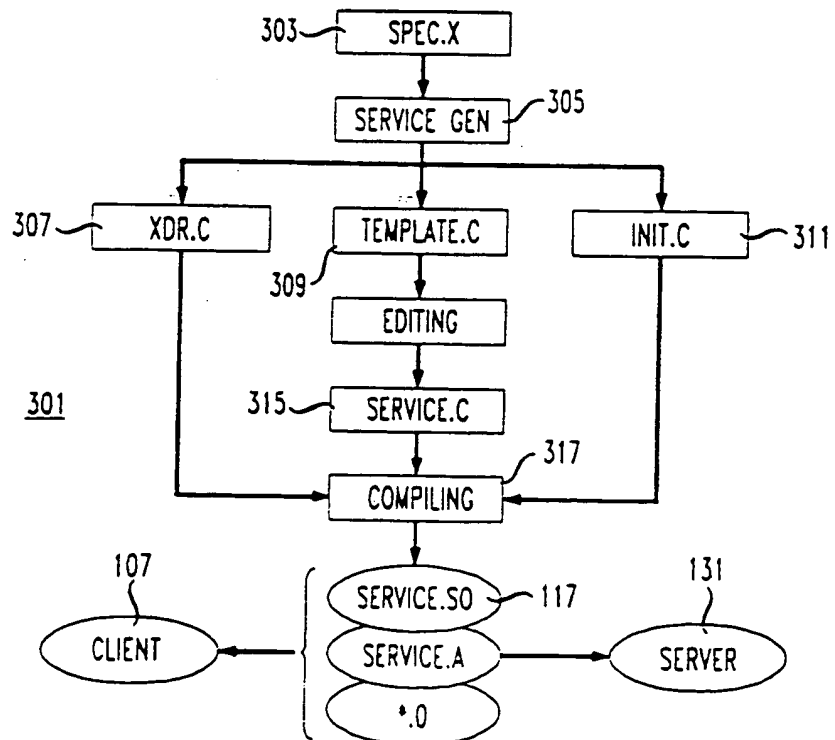 303 SPEC.X
SERVICE GEN 305
307 XDR.C
TEMPLATE.C
INIT.C 311
309
EDITING
301
315 SERVICE.C
317
COMPILING
107
SERVICE.SO 117
131
CLIENT
SERVICE.A
SERVER
*.O